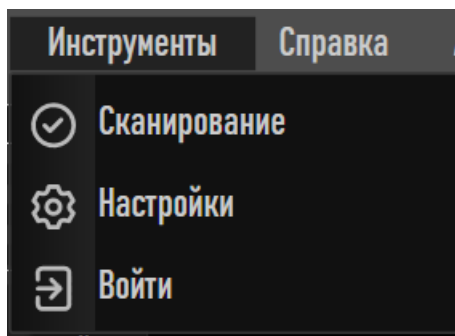 Инструменты Справка
Сканирование
Настройки
Войти